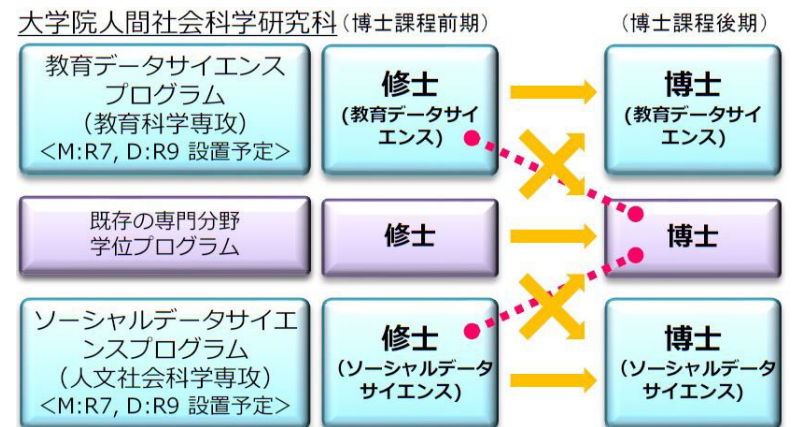 大学院人間社会科学研究科(博士課程前期)
(博士課程後期)
教育データサイエンス
プログラム
(教育科学専攻)
<M:R7, D:R9 設置予定>
修士
(教育データサイ
エンス)
博士
(教育データサイ
エンス)
既存の専門分野
学位プログラム
修士
博士
ソーシャルデータサイエ
ンスプログラム
(人文社会科学専攻)
<M:R7, D:R9 設置予定>
修士
(ソーシャルデータ
サイエンス)
博士
(ソーシャルデータ
サイエンス)